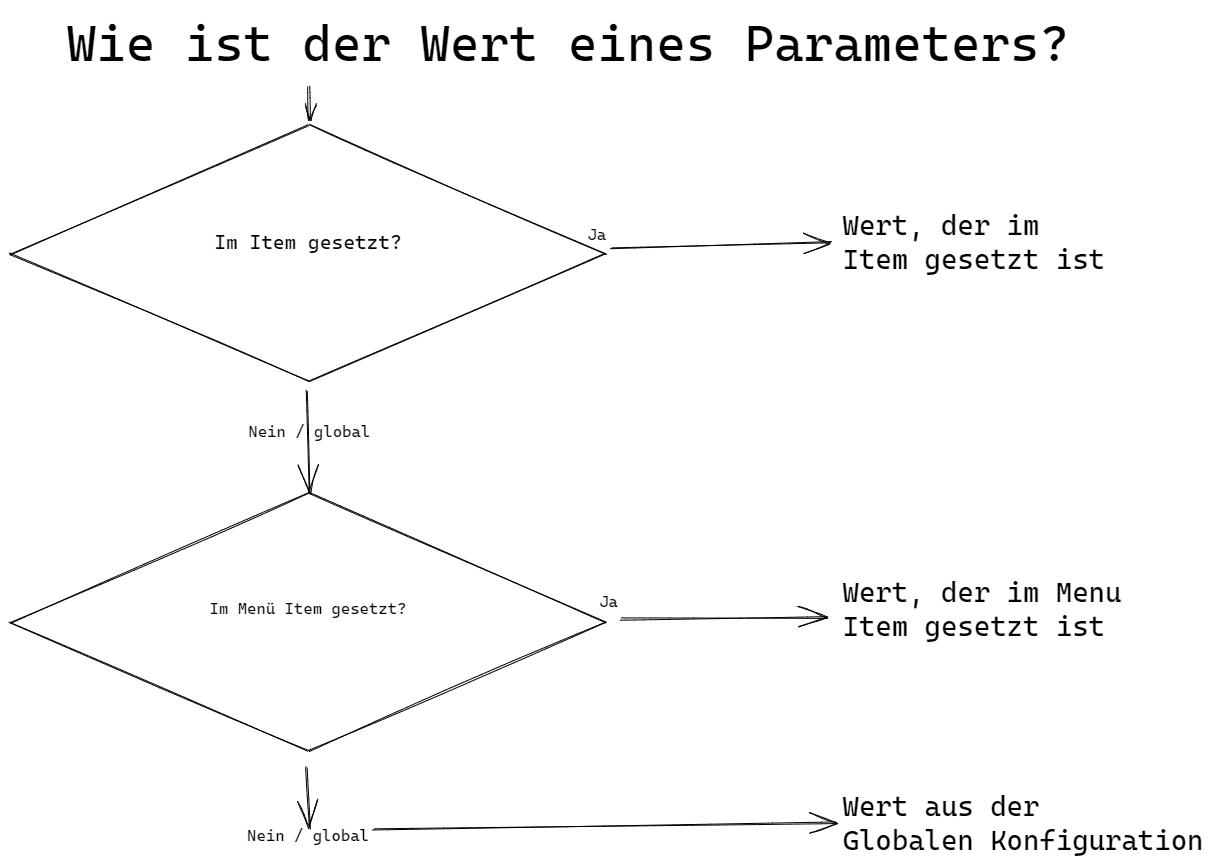 Wie ist der Wert eines Parameters?
Im Item gesetzt?
Ja
Wert, der im
Item gesetzt ist
Nein / global
Im Menü Item gesetzt?
Ja
Wert, der im Menu
Item gesetzt ist
Nein / global
Wert aus der
Globalen Konfiguration